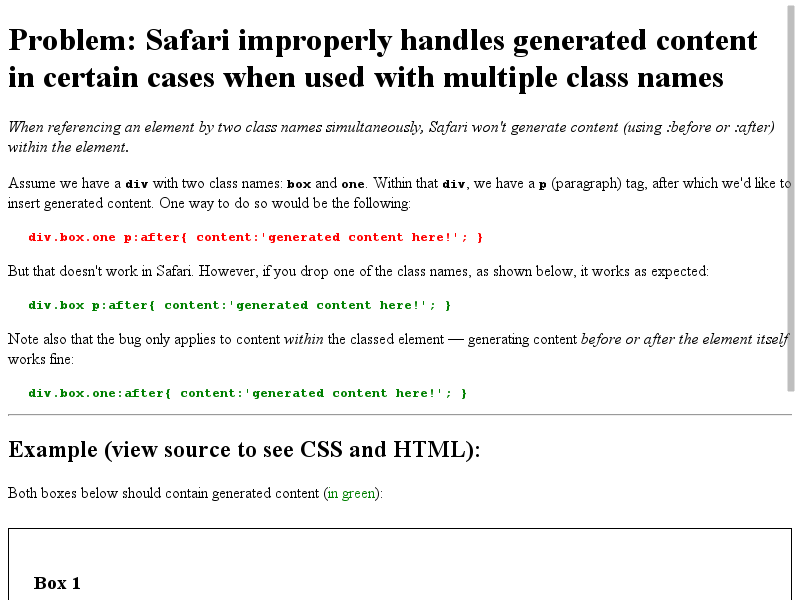 Problem: Safari improperly handles generated content
in certain cases when used with multiple class names
When referencing an element by two class names simultaneously, Safari won't generate content (using :before or :after)
within the element.
Assume we have a div with two class names: box and one. Within that div, we have a p (paragraph) tag, after which we'd like to
insert generated content. One way to do so would be the following:
div.box.one p:after{ content:'generated content here!'; }
But that doesn't work in Safari. However, if you drop one of the class names, as shown below, it works as expected:
div.box p:after{ content:'generated content here!'; }
Note also that the bug only applies to content within the classed element — generating content before or after the element itself
works fine:
div.box.one:after{ content:'generated content here!'; }
Example (view source to see CSS and HTML):
Both boxes below should contain generated content (in green):
Box 1